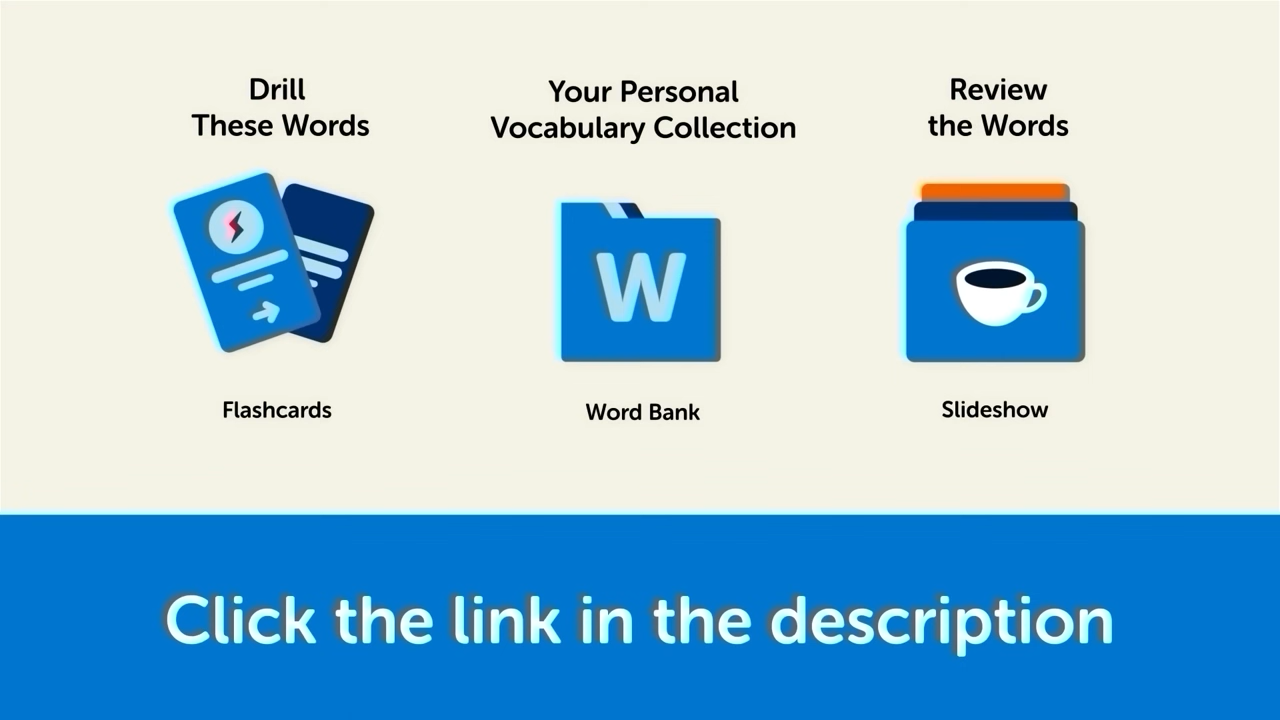 Drill
These Words
Your Personal
Vocabulary Collection
Review
the Words
W
Flashcards
Word Bank
Slideshow
Click the link in the description